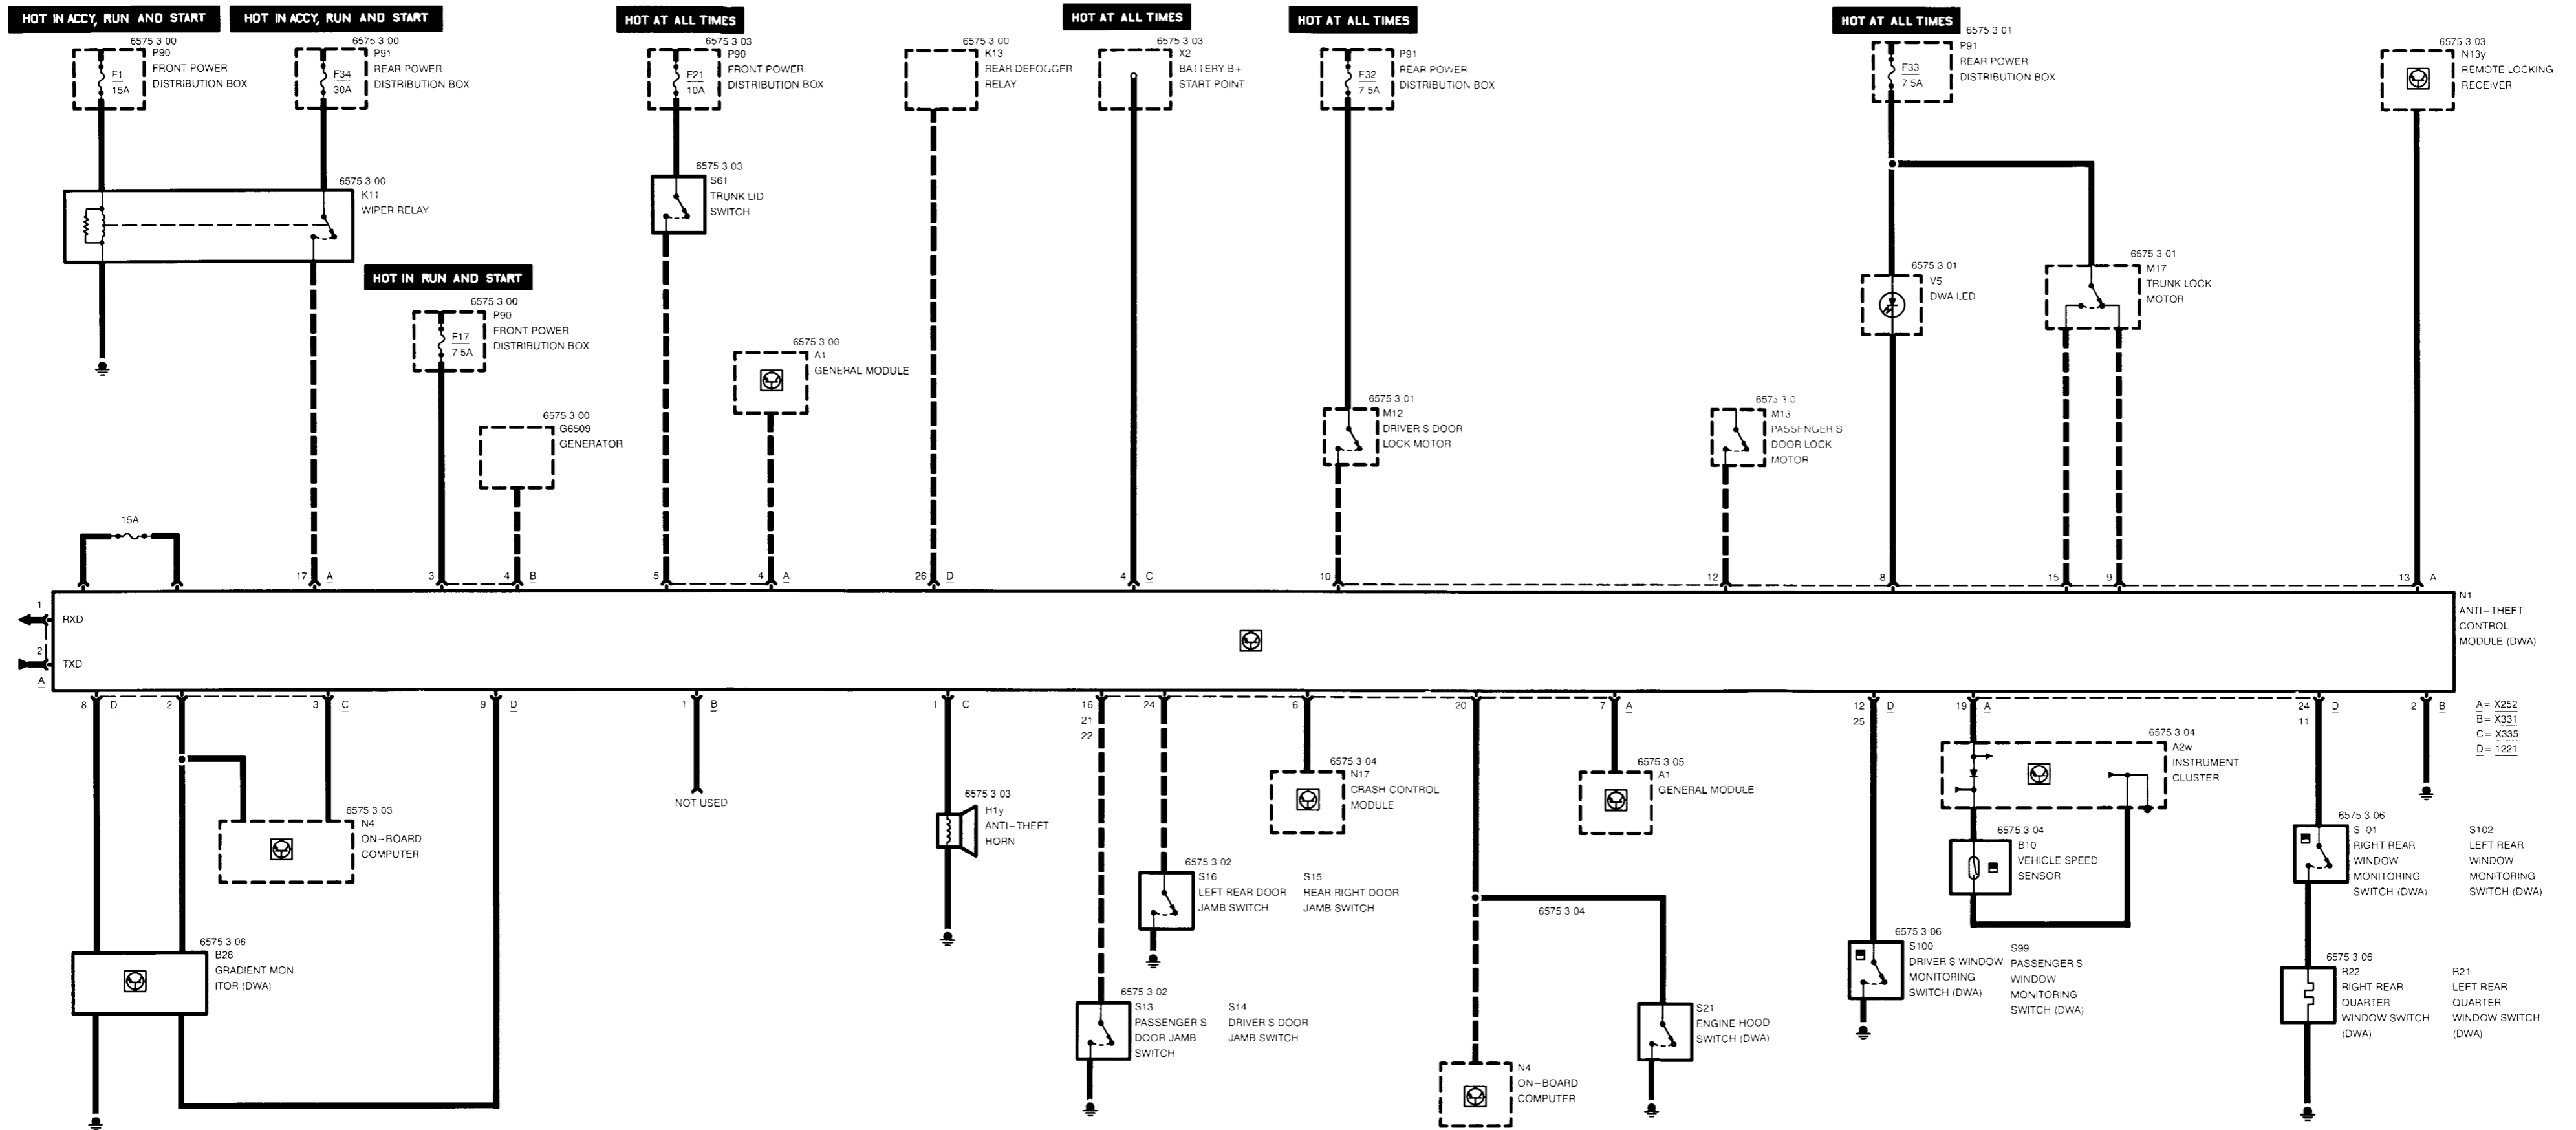 HOT IN ACCY, RUN AND START
HOT IN ACCY, RUN AND START
HOT AT ALL TIMES
HOT AT ALL TIMES
HOT AT ALL TIMES
HOT AT ALL TIMES
6575 3 00
P90
FRONT POWER
DISTRIBUTION BOX
F1
15A
6575 3 00
P91
REAR POWER
DISTRIBUTION BOX
F34
30A
6575 3 03
P90
FRONT POWER
DISTRIBUTION BOX
F21
10A
6575 3 00
K13
REAR DEFOGGER
RELAY
6575 3 03
X2
BATTERY B+
START POINT
P91
REAR POWER
DISTRIBUTION BOX
F32
7 5A
6575 3 01
P91
REAR POWER
DISTRIBUTION BOX
F33
7 5A
6575 3 03
N13y
REMOTE LOCKING
RECEIVER
6575 3 00
K11
WIPER RELAY
6575 3 03
S61
TRUNK LID
SWITCH
HOT IN RUN AND START
6575 3 00
P90
FRONT POWER
DISTRIBUTION BOX
F17
7 5A
6575 3 01
V5
DWA LED
6575 3 01
M17
TRUNK LOCK
MOTOR
6575 3 00
A1
GENERAL MODULE
6575 3 00
G6509
GENERATOR
6575 3 01
M12
DRIVER S DOOR
LOCK MOTOR
M13
PASSENGER S
DOOR LOCK
MOTOR
15A
17 A
3
4 B
5
4 A
26 D
4 C
10
12
8
15
9
13 A
1
RXD
2
TXD
A
N1
ANTI-THEFT
CONTROL
MODULE (DWA)
8 D
2
3 C
9 D
1 B
1 C
16
21
22
24
6
20
7 A
12 D
25
19 A
24 D
11
2 B
A= X252
B= X331
C= X335
D= 1221
NOT USED
6575 3 03
N4
ON-BOARD
COMPUTER
6575 3 03
H1y
ANTI-THEFT
HORN
6575 3 04
N17
CRASH CONTROL
MODULE
6575 3 05
A1
GENERAL MODULE
6575 3 04
A2w
INSTRUMENT
CLUSTER
6575 3 04
B10
VEHICLE SPEED
SENSOR
6575 3 06
S 01
RIGHT REAR
WINDOW
MONITORING
SWITCH (DWA)
S102
LEFT REAR
WINDOW
MONITORING
SWITCH (DWA)
6575 3 02
S16
LEFT REAR DOOR
JAMB SWITCH
S15
REAR RIGHT DOOR
JAMB SWITCH
6575 3 04
6575 3 06
B28
GRADIENT MON
ITOR (DWA)
6575 3 06
S100
DRIVER S WINDOW
MONITORING
SWITCH (DWA)
S99
PASSENGER S
WINDOW
MONITORING
SWITCH (DWA)
6575 3 06
R22
RIGHT REAR
QUARTER
WINDOW SWITCH
(DWA)
R21
LEFT REAR
QUARTER
WINDOW SWITCH
(DWA)
6575 3 02
S13
PASSENGER S
DOOR JAMB
SWITCH
S14
DRIVER S DOOR
JAMB SWITCH
S21
ENGINE HOOD
SWITCH (DWA)
N4
ON-BOARD
COMPUTER